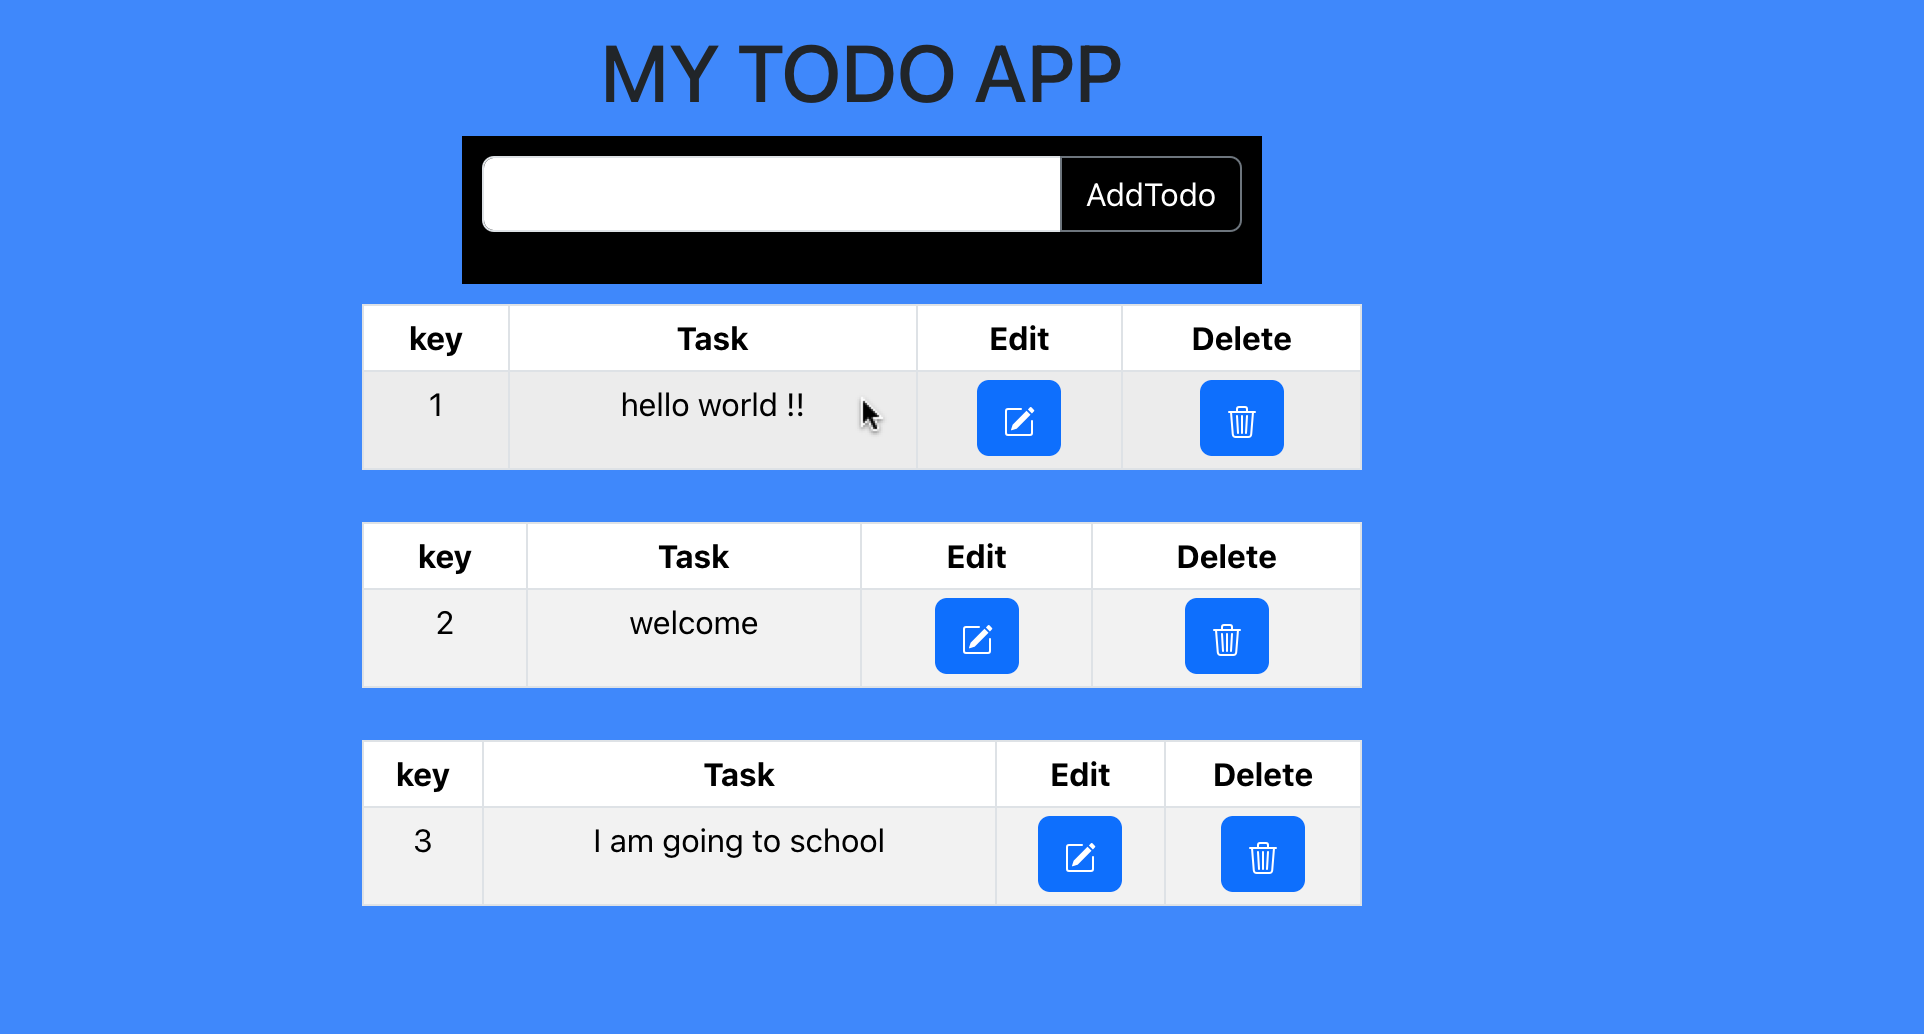 MY TODO APP
AddTodo
key Task Edit Delete
1 hello world !!
key Task Edit Delete
2 welcome
key Task Edit Delete
3 I am going to school